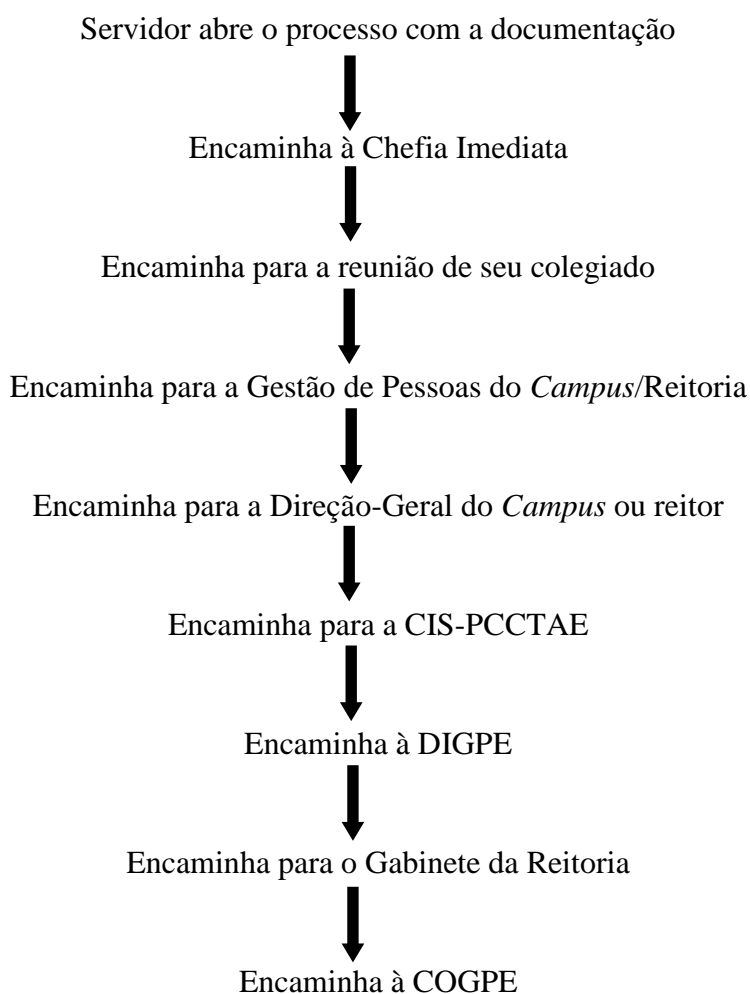 Servidor abre o processo com a documentação
Encaminha à Chefia Imediata
Encaminha para a reunião de seu colegiado
Encaminha para a Gestão de Pessoas do Campus/Reitoria
Encaminha para a Direção-Geral do Campus ou reitor
Encaminha para a CIS-PCCTAE
Encaminha à DIGPE
Encaminha para o Gabinete da Reitoria
Encaminha à COGPE